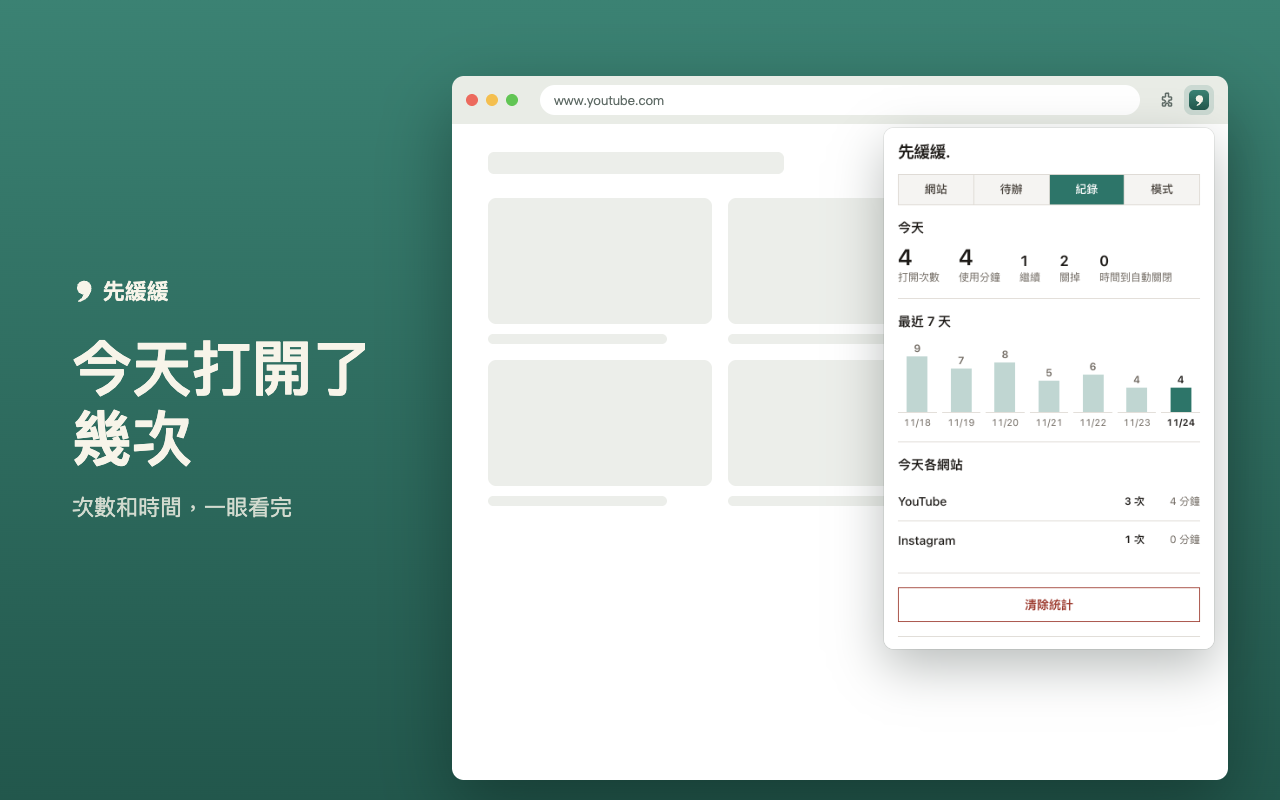 先緩緩
今天打開了
幾次
次數和時間，一眼看完
www.youtube.com
先緩緩.
網站 待辦 紀錄 模式
今天
4 4 1 2 0
打開次數 使用分鐘 繼續 關掉 時間到自動關閉
最近 7 天
9 7 8 5 6 4 4
11/18 11/19 11/20 11/21 11/22 11/23 11/24
今天各網站
YouTube 3 次 4 分鐘
Instagram 1 次 0 分鐘
清除統計